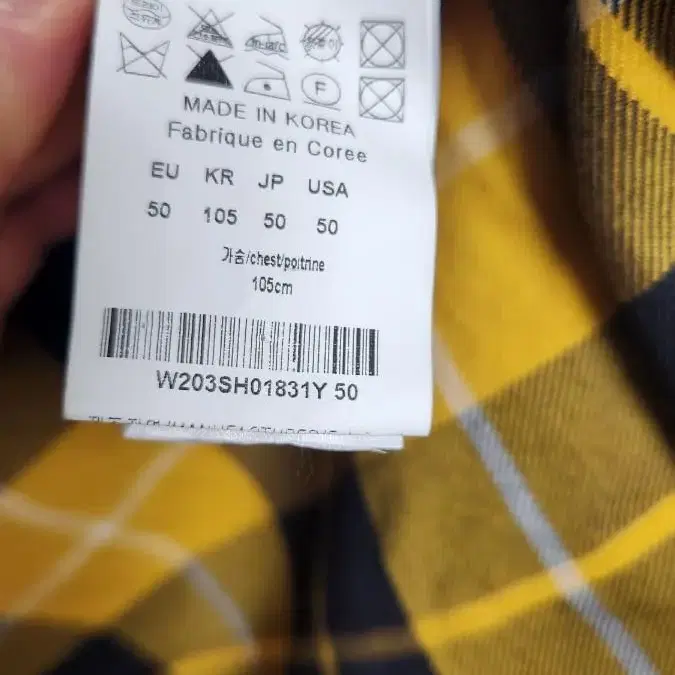 F
MADE IN KOREA
Fabrique en Coree
EU KR JP USA
50 105 50 50
가슴/chest/poitrine
105cm
W203SH01831Y 50